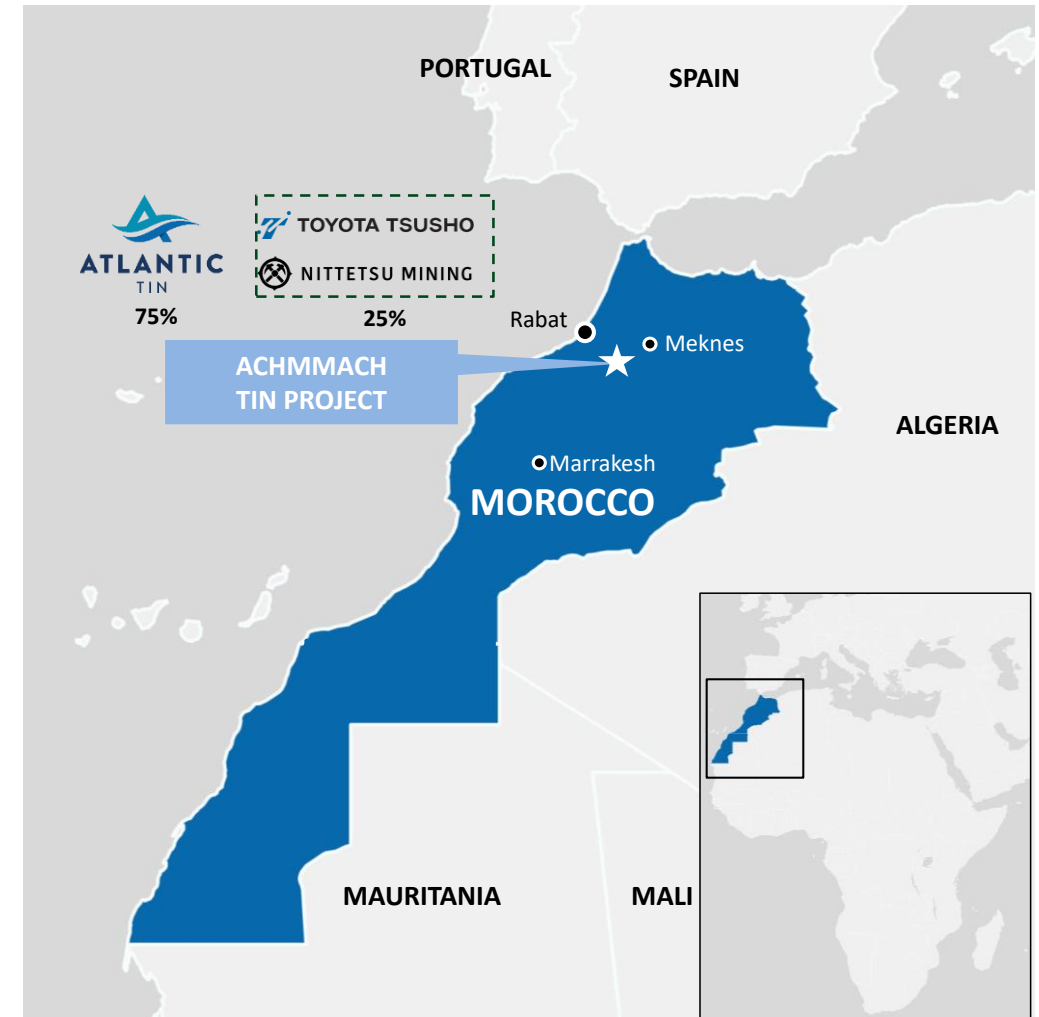 PORTUGAL
SPAIN
ATLANTIC
TIN
75%
TOYOTA TSUSHO
NITTETSU MINING
25%
Rabat
Meknes
ACHMMACH
TIN PROJECT
ALGERIA
Marrakesh
MOROCCO
MAURITANIA
MALI